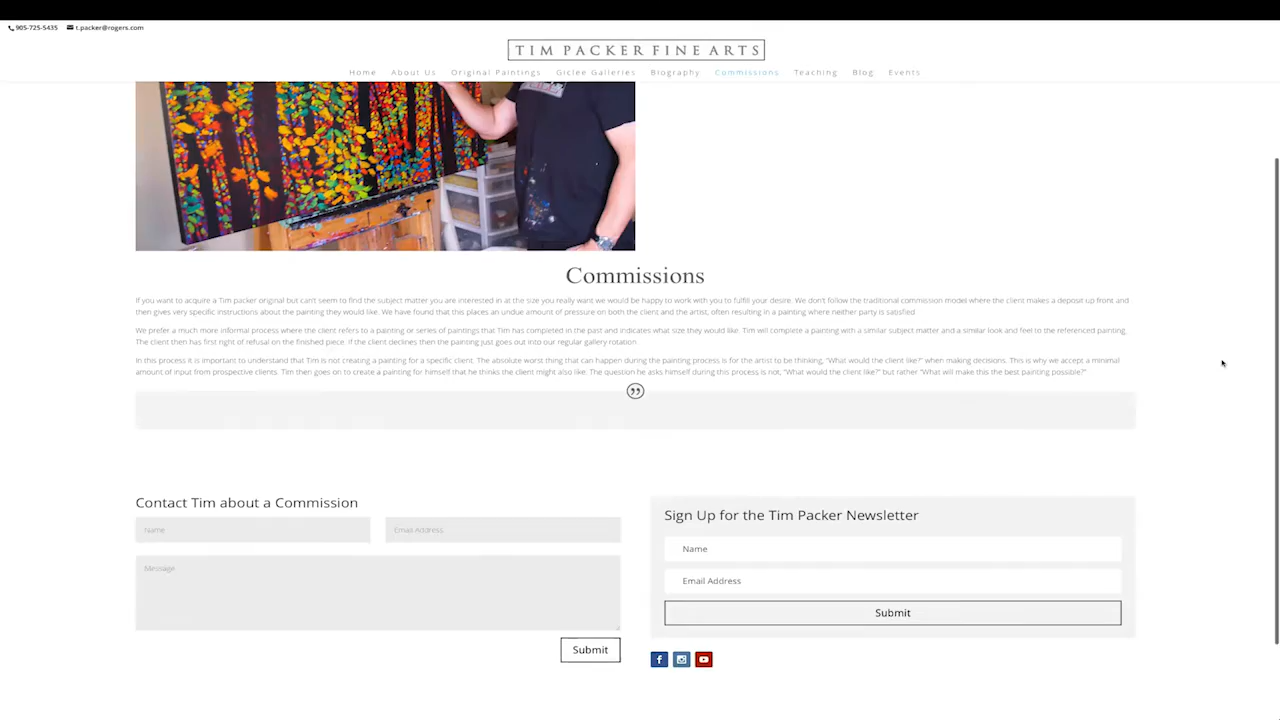 905-725-5435 t.packer@rogers.com
TIM PACKER FINE ARTS
Home About Us Original Paintings Giclee Galleries Biography Commissions Teaching Blog Events
Commissions
If you want to acquire a Tim packer original but can't seem to find the subject matter you are interested in at the size you really want we would be happy to work with you to fulfill your desire. We don't follow the traditional commission model where the client makes a deposit up front and
then gives very specific instructions about the painting they would like. We have found that this places an undue amount of pressure on both the client and the artist, often resulting in a painting where neither party is satisfied
We prefer a much more informal process where the client refers to a painting or series of paintings that Tim has completed in the past and indicates what size they would like. Tim will complete a painting with a similar subject matter and a similar look and feel to the referenced painting.
The client then has first right of refusal on the finished piece. If the client declines then the painting just goes out into our regular gallery rotation
In this process it is important to understand that Tim is not creating a painting for a specific client. The absolute worst thing that can happen during the painting process is for the artist to be thinking, "What would the client like?" when making decisions. This is why we accept a minimal
amount of input from prospective clients. Tim then goes on to create a painting for himself that he thinks the client might also like. The question he asks himself during this process is not, "What would the client like?" but rather "What will make this the best painting possible?"
Contact Tim about a Commission
Name Email Address
Message
Submit
Sign Up for the Tim Packer Newsletter
Name
Email Address
Submit